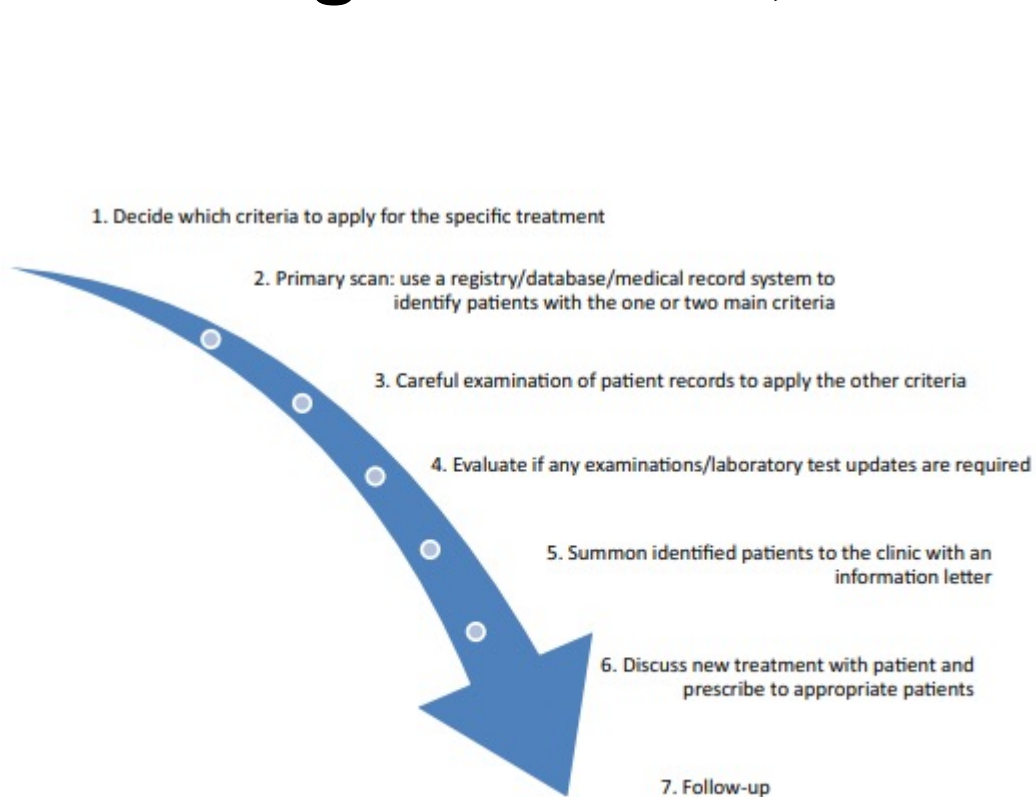 1. Decide which criteria to apply for the specific treatment
2. Primary scan: use a registry/database/medical record system to
identify patients with the one or two main criteria
3. Careful examination of patient records to apply the other criteria
4. Evaluate if any examinations/laboratory test updates are required
5. Summon identified patients to the clinic with an
information letter
6. Discuss new treatment with patient and
prescribe to appropriate patients
7. Follow-up